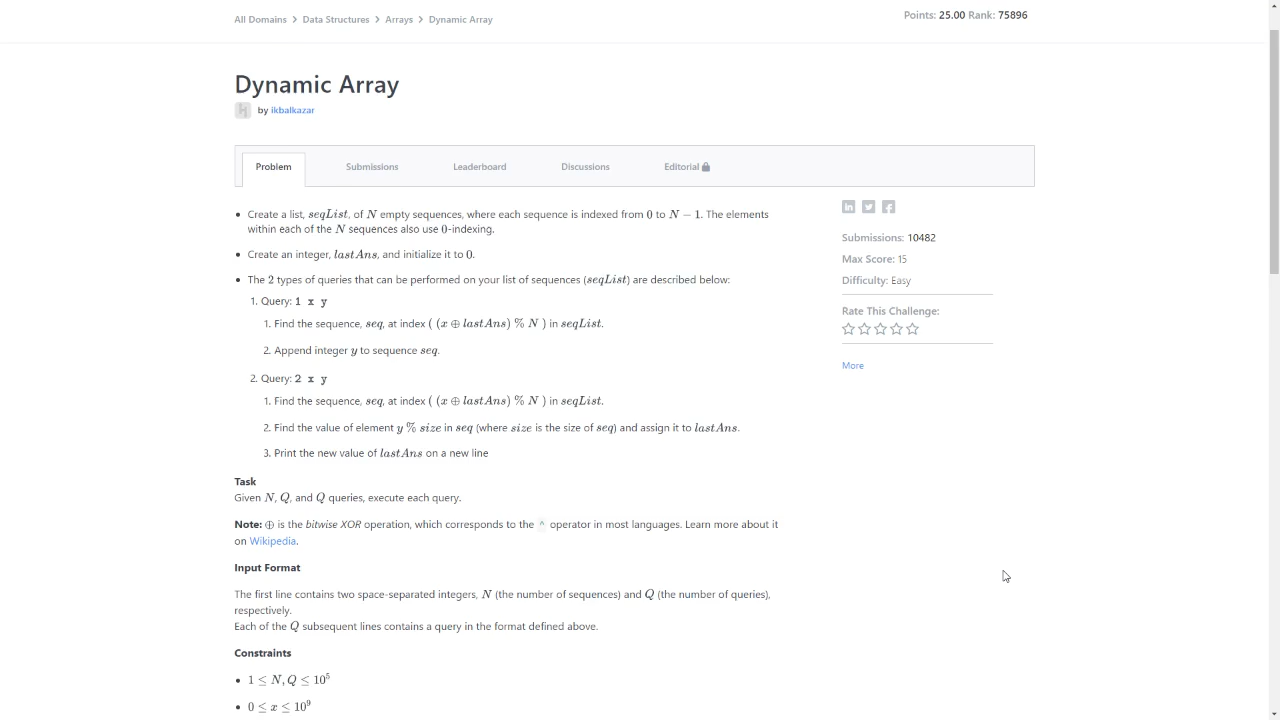 All Domains > Data Structures > Arrays > Dynamic Array
Points: 25.00 Rank: 75896
Dynamic Array
by ikbalkazar
Problem Submissions Leaderboard Discussions Editorial
• Create a list, seqList, of N empty sequences, where each sequence is indexed from 0 to N − 1. The elements
within each of the N sequences also use 0-indexing.
• Create an integer, lastAns, and initialize it to 0.
• The 2 types of queries that can be performed on your list of sequences (seqList) are described below:
1. Query: 1 x y
1. Find the sequence, seq, at index ( (x ⊕ lastAns) % N ) in seqList.
2. Append integer y to sequence seq.
2. Query: 2 x y
1. Find the sequence, seq, at index ( (x ⊕ lastAns) % N ) in seqList.
2. Find the value of element y % size in seq (where size is the size of seq) and assign it to lastAns.
3. Print the new value of lastAns on a new line
Task
Given N, Q, and Q queries, execute each query.
Note: ⊕ is the bitwise XOR operation, which corresponds to the ^ operator in most languages. Learn more about it
on Wikipedia.
Input Format
The first line contains two space-separated integers, N (the number of sequences) and Q (the number of queries),
respectively.
Each of the Q subsequent lines contains a query in the format defined above.
Constraints
• 1 ≤ N, Q ≤ 10⁵
• 0 ≤ x ≤ 10⁹
Submissions: 10482
Max Score: 15
Difficulty: Easy
Rate This Challenge:
More